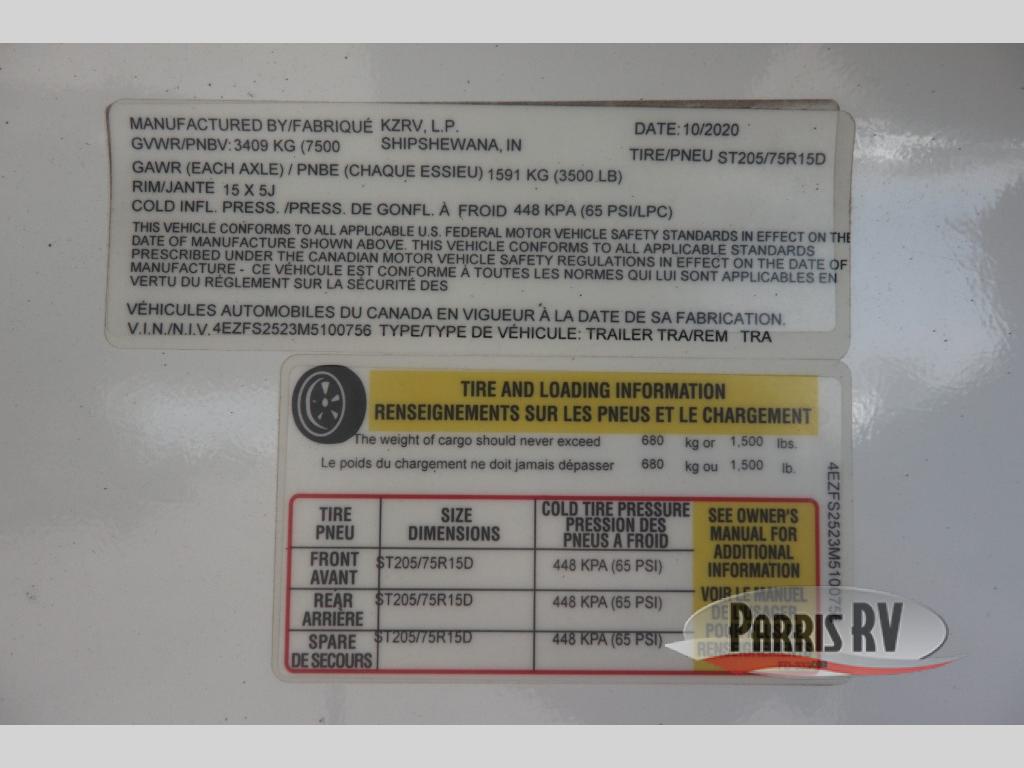 MANUFACTURED BY/FABRIQUÉ KZRV, L.P. DATE: 10/2020
GVWR/PNBV: 3409 KG (7500 SHIPSHEWANA, IN TIRE/PNEU ST205/75R15D
GAWR (EACH AXLE) / PNBE (CHAQUE ESSIEU) 1591 KG (3500 LB)
RIM/JANTE 15 X 5J
COLD INFL. PRESS. /PRESS. DE GONFL. À FROID 448 KPA (65 PSI/LPC)
THIS VEHICLE CONFORMS TO ALL APPLICABLE U.S. FEDERAL MOTOR VEHICLE SAFETY STANDARDS IN EFFECT ON THE
DATE OF MANUFACTURE SHOWN ABOVE. THIS VEHICLE CONFORMS TO ALL APPLICABLE STANDARDS
PRESCRIBED UNDER THE CANADIAN MOTOR VEHICLE SAFETY REGULATIONS IN EFFECT ON THE DATE OF
MANUFACTURE - CE VÉHICULE EST CONFORME À TOUTES LES NORMES QUI LUI SONT APPLICABLES EN
VERTU DU RÉGLEMENT SUR LA SÉCURITÉ DES
VÉHICULES AUTOMOBILES DU CANADA EN VIGUEUR À LA DATE DE SA FABRICATION.
V.I.N./N.I.V. 4EZFS2523M5100756 TYPE/TYPE DE VÉHICULE: TRAILER TRA/REM TRA
TIRE AND LOADING INFORMATION
RENSEIGNEMENTS SUR LES PNEUS ET LE CHARGEMENT
The weight of cargo should never exceed 680 kg or 1,500 lbs.
Le poids du chargement ne doit jamais dépasser 680 kg ou 1,500 lb.
TIRE
PNEU
SIZE
DIMENSIONS
COLD TIRE PRESSURE
PRESSION DES
PNEUS A FROID
FRONT
AVANT
ST205/75R15D
448 KPA (65 PSI)
REAR
ARRIÈRE
ST205/75R15D
448 KPA (65 PSI)
SPARE
DE SECOURS
ST205/75R15D
448 KPA (65 PSI)
SEE OWNER'S
MANUAL FOR
ADDITIONAL
INFORMATION
VOIR LE MANUEL
4EZFS2523M510075
PARRIS RV